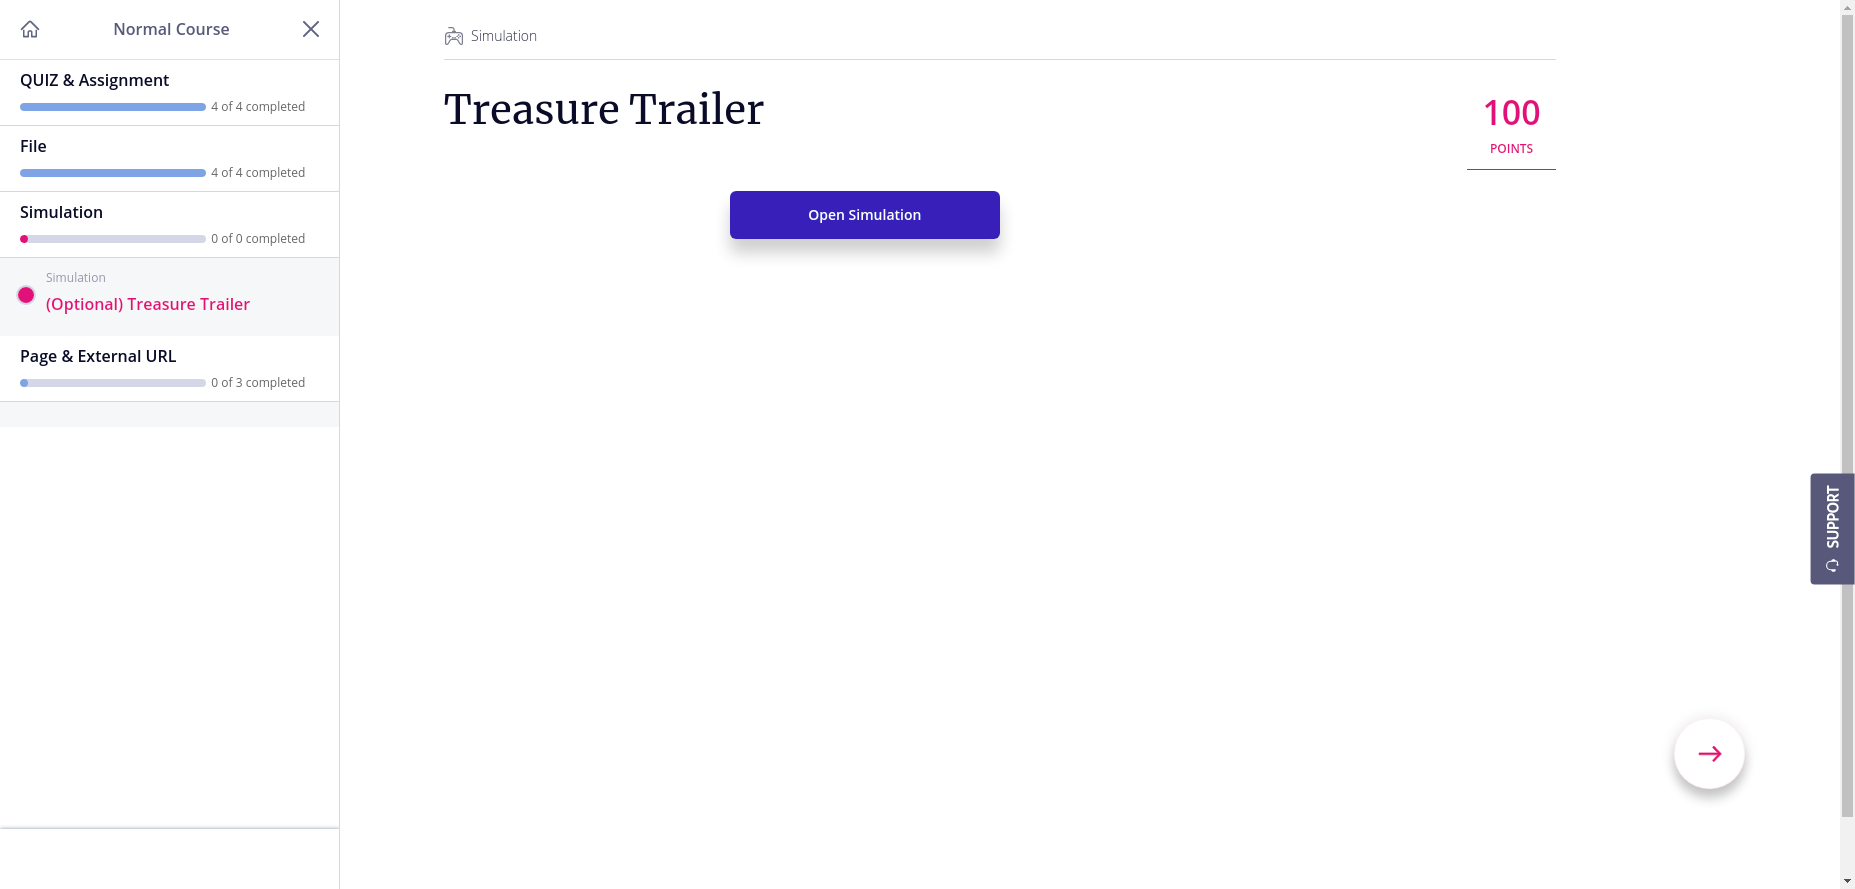 Normal Course
QUIZ & Assignment
4 of 4 completed
File
4 of 4 completed
Simulation
0 of 0 completed
Simulation
(Optional) Treasure Trailer
Page & External URL
0 of 3 completed
Simulation
Treasure Trailer
100
POINTS
Open Simulation
SUPPORT